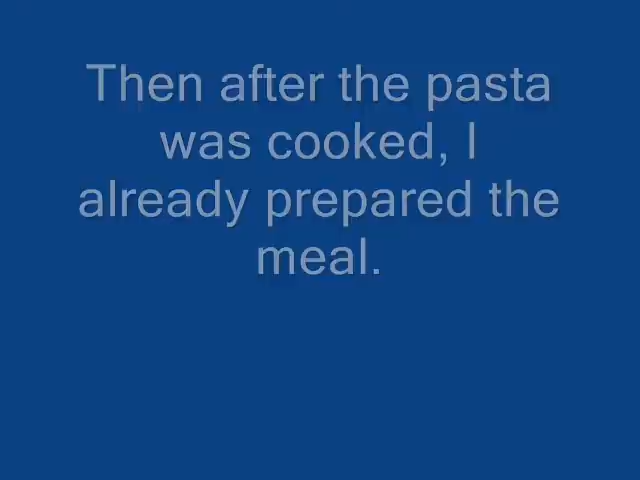 Then after the pasta
was cooked, I
already prepared the
meal.